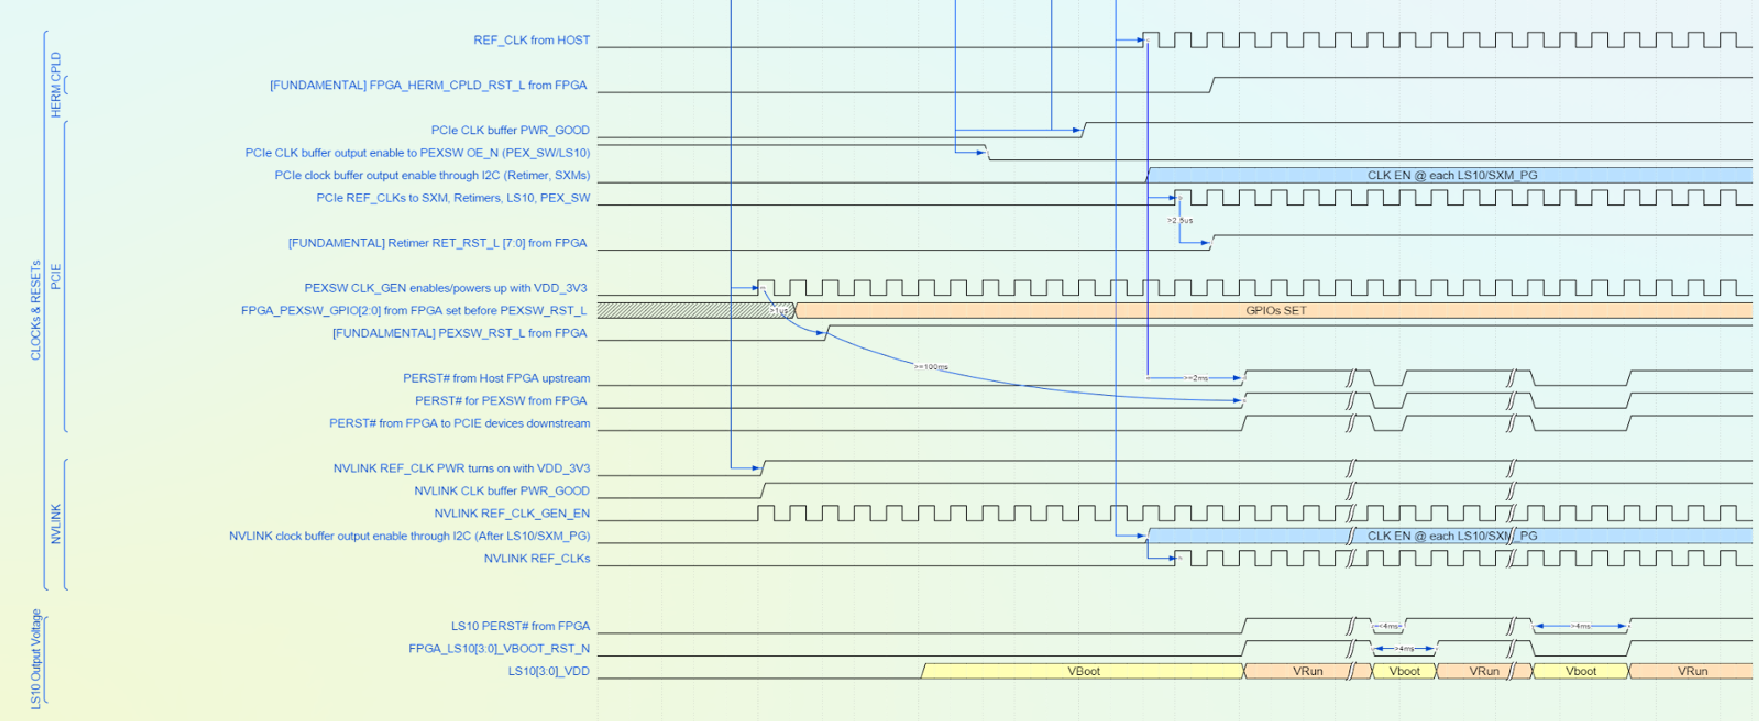 REF_CLK from HOST
HERM CPLD
[FUNDAMENTAL] FPGA_HERM_CPLD_RST_L from FPGA
PCIe CLK buffer PWR_GOOD
PCIe CLK buffer output enable to PEXSW OE_N (PEX_SW/LS10)
PCIe clock buffer output enable through I2C (Retimer, SXMs)
CLK EN @ each LS10/SXM_PG
PCIe REF_CLKs to SXM, Retimers, LS10, PEX_SW
>2.5us
[FUNDAMENTAL] Retimer RET_RST_L [7:0] from FPGA
PCIE
CLOCKs & RESETs
PEXSW CLK_GEN enables/powers up with VDD_3V3
FPGA_PEXSW_GPIO[2:0] from FPGA set before PEXSW_RST_L
>1us
GPIOs SET
[FUNDALMENTAL] PEXSW_RST_L from FPGA
>=100ms
PERST# from Host FPGA upstream
>=2ms
PERST# for PEXSW from FPGA
PERST# from FPGA to PCIE devices downstream
NVLINK REF_CLK PWR turns on with VDD_3V3
NVLINK CLK buffer PWR_GOOD
NVLINK
NVLINK REF_CLK_GEN_EN
NVLINK clock buffer output enable through I2C (After LS10/SXM_PG)
CLK EN @ each LS10/SXM_PG
NVLINK REF_CLKs
LS10 Output Voltage
LS10 PERST# from FPGA
<4ms
>4ms
FPGA_LS10[3:0]_VBOOT_RST_N
>4ms
LS10[3:0]_VDD
VBoot
VRun
Vboot
VRun
Vboot
VRun